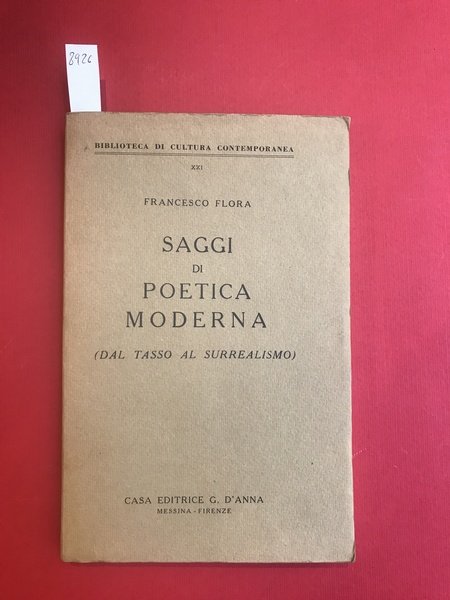 8926
BIBLIOTECA DI CULTURA CONTEMPORANEA
XXI
FRANCESCO FLORA
SAGGI
DI
POETICA
MODERNA
(DAL TASSO AL SURREALISMO)
CASA EDITRICE G. D'ANNA
MESSINA - FIRENZE